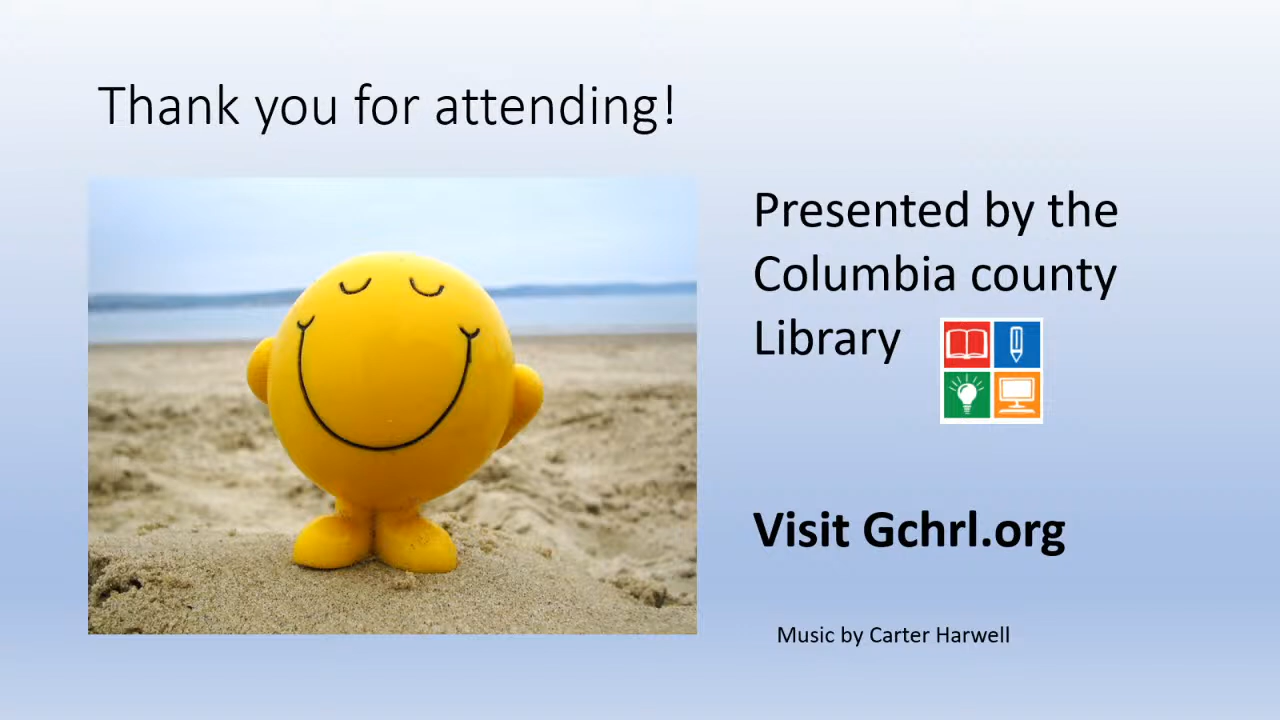 Thank you for attending!
Presented by the
Columbia county
Library
Visit Gchrl.org
Music by Carter Harwell